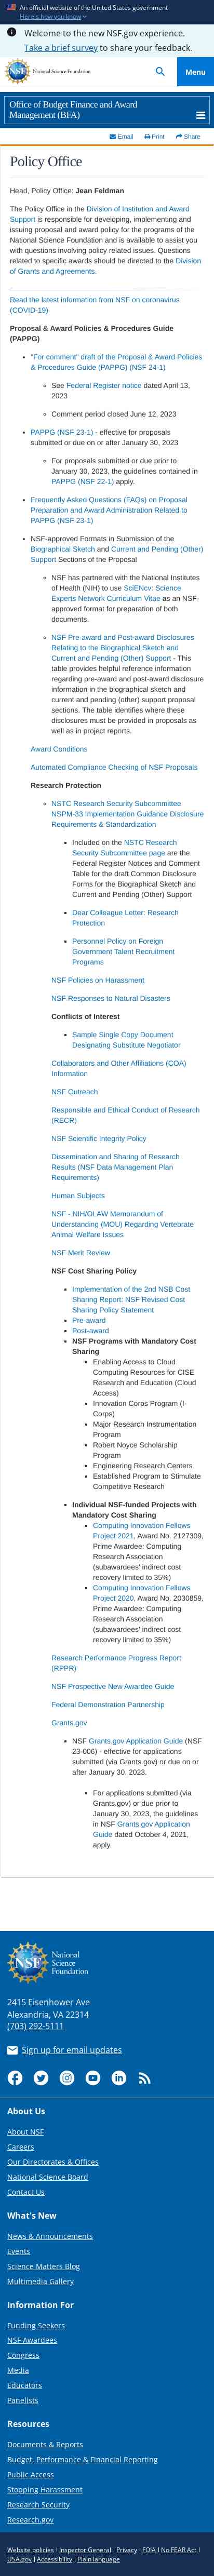 An official website of the United States government
Here's how you know
Welcome to the new NSF.gov experience.
Take a brief survey to share your feedback.
NSF
National Science Foundation
Menu
Office of Budget Finance and Award
Management (BFA)
Email
Print
Share
Policy Office
Head, Policy Office: Jean Feldman
The Policy Office in the Division of Institution and Award
Support is responsible for developing, implementing and
issuing proposal and award policy for the programs of the
National Science Foundation and is available to assist you
with any policy-related questions. Questions regarding
specific awards should be directed to the Division
of Grants and Agreements.
Read the latest information from NSF on coronavirus
(COVID-19)
Proposal & Award Policies & Procedures Guide
(PAPPG)
"For comment" draft of the Proposal & Award Policies
& Procedures Guide (PAPPG) (NSF 24-1)
See Federal Register notice dated April 13,
2023
Comment period closed June 12, 2023
PAPPG (NSF 23-1) - effective for proposals
submitted or due on or after January 30, 2023.
For proposals submitted or due prior to
January 30, 2023, the guidelines contained in
PAPPG (NSF 22-1) apply.
Frequently Asked Questions (FAQs) on Proposal
Preparation and Award Administration Related to
PAPPG (NSF 23-1)
NSF-approved Formats in Submission of the
Biographical Sketch and Current and Pending (Other)
Support Sections of the Proposal
NSF has partnered with the National Institutes
of Health (NIH) to use SciENcv: Science
Experts Network Curriculum Vitae as an NSF-
approved format for preparation of both
documents.
NSF Pre-award and Post-award Disclosures
Relating to the Biographical Sketch and
Current and Pending (Other) Support - This
table provides helpful reference information
regarding pre-award and post-award
disclosure information in the biographical
sketch and current and pending (other)
support proposal sections. The table identifies
where these disclosures must be provided in
proposals as well as in project reports.
Award Conditions
Automated Compliance Checking of NSF Proposals
Research Protection
NSTC Research Security Subcommittee
NSPM-33 Implementation Guidance Disclosure
Requirements & Standardization
Included on the NSTC Research
Security Subcommittee page are the
Federal Register Notices and Comment
Table for the draft Common Disclosure
Forms for the Biographical Sketch and
Current and Pending (Other) Support
Dear Colleague Letter: Research
Protection
Personnel Policy on Foreign
Government Talent Recruitment
Programs
NSF Policies on Harassment
NSF Responses to Natural Disasters
Conflicts of Interest
Sample Single Copy Document
Designating Substitute Negotiator
Collaborators and Other Affiliations (COA)
Information
NSF Outreach
Responsible and Ethical Conduct of Research
(RECR)
NSF Scientific Integrity Policy
Dissemination and Sharing of Research
Results (NSF Data Management Plan
Requirements)
Human Subjects
NSF - NIH/OLAW Memorandum of
Understanding (MOU) Regarding Vertebrate
Animal Welfare Issues
NSF Merit Review
NSF Cost Sharing Policy
Implementation of the 2nd NSB Cost
Sharing Report: NSF Revised Cost
Sharing Policy Statement
Pre-award
Post-award
NSF Programs with Mandatory Cost
Sharing
Enabling Access to Cloud
Computing Resources for CISE
Research and Education (Cloud
Access)
Innovation Corps Program (I-
Corps)
Major Research Instrumentation
Program
Robert Noyce Scholarship
Program
Engineering Research Centers
Established Program to Stimulate
Competitive Research
Individual NSF-funded Projects with
Mandatory Cost Sharing
Computing Innovation Fellows
Project 2021, Award No. 2127309,
Prime Awardee: Computing
Research Association
(subawardees' indirect cost
recovery limited to 35%)
Computing Innovation Fellows
Project 2020, Award No. 2030859,
Prime Awardee: Computing
Research Association
(subawardees' indirect cost
recovery limited to 35%)
Research Performance Progress Report
(RPPR)
NSF Prospective New Awardee Guide
Federal Demonstration Partnership
Grants.gov
NSF Grants.gov Application Guide (NSF
23-006) - effective for applications
submitted (via Grants.gov) or due on or
after January 30, 2023.
For applications submitted (via
Grants.gov) or due prior to
January 30, 2023, the guidelines
in NSF Grants.gov Application
Guide dated October 4, 2021,
apply.
NSF
National
Science
Foundation
2415 Eisenhower Ave
Alexandria, VA 22314
(703) 292-5111
Sign up for email updates
About Us
About NSF
Careers
Our Directorates & Offices
National Science Board
Contact Us
What's New
News & Announcements
Events
Science Matters Blog
Multimedia Gallery
Information For
Funding Seekers
NSF Awardees
Congress
Media
Educators
Panelists
Resources
Documents & Reports
Budget, Performance & Financial Reporting
Public Access
Stopping Harassment
Research Security
Research.gov
Website policies | Inspector General | Privacy | FOIA | No FEAR Act |
USA.gov | Accessibility | Plain language